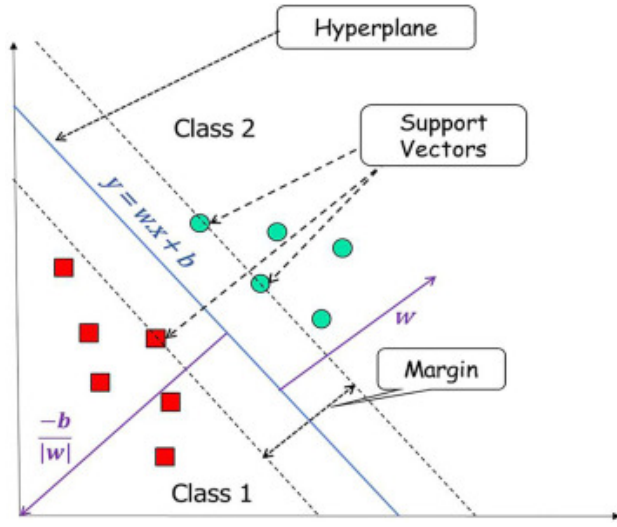 Hyperplane
Class 2
Support
Vectors
y = wx + b
w
Margin
-b
|w|
Class 1